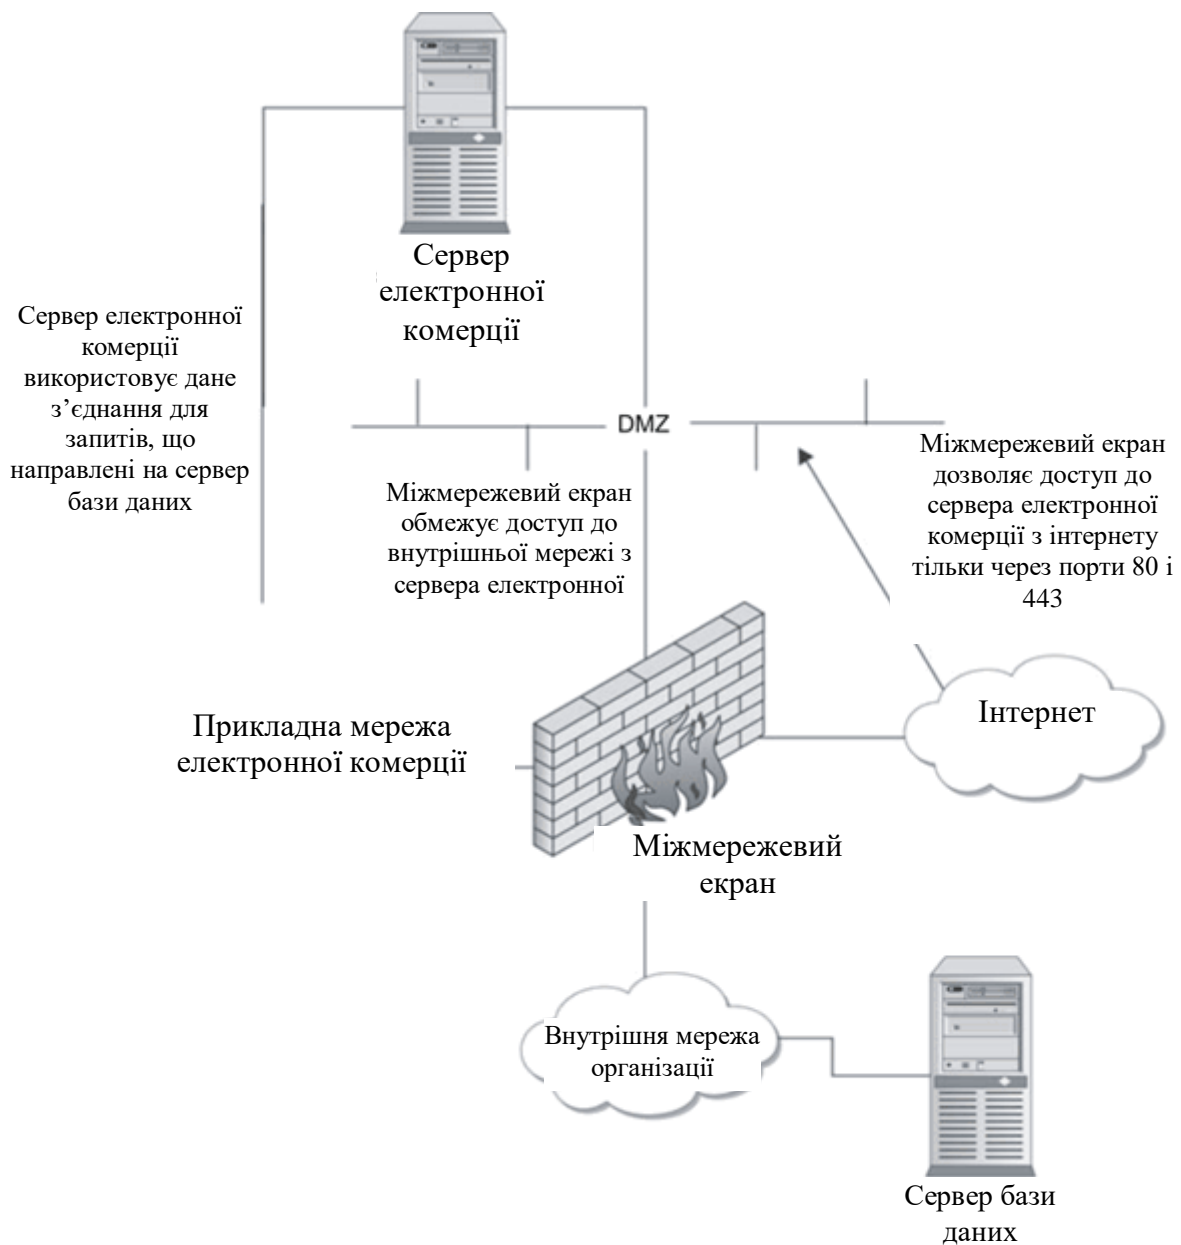 Сервер
електронної
комерції
Сервер електронної
комерції
використовує дане
з’єднання для
запитів, що
направлені на сервер
бази даних
DMZ
Міжмережевий екран
обмежує доступ до
внутрішньої мережі з
сервера електронної
Міжмережевий екран
дозволяє доступ до
сервера електронної
комерції з інтернету
тільки через порти 80 і
443
Прикладна мережа
електронної комерції
Інтернет
Міжмережевий
екран
Внутрішня мережа
організації
Сервер бази
даних